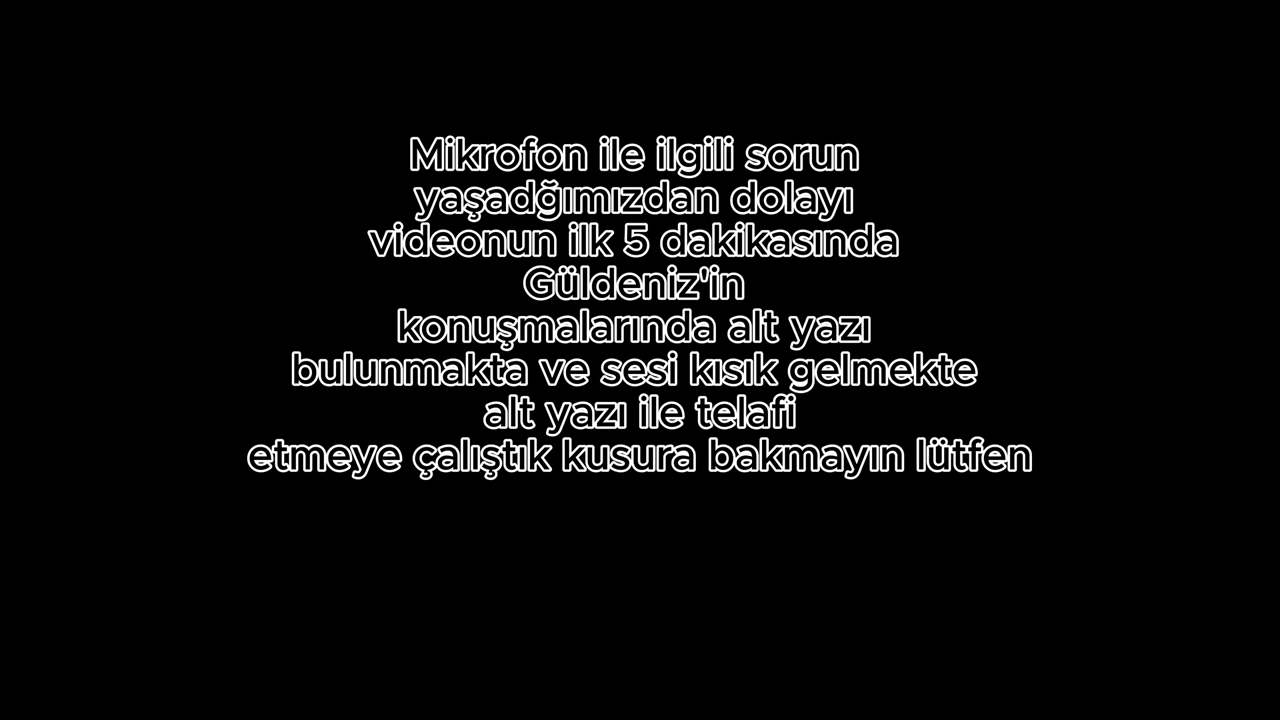 Mikrofon ile ilgili sorun
yaşadğımızdan dolayı
videonun ilk 5 dakikasında
Güldeniz'in
konuşmalarında alt yazı
bulunmakta ve sesi kısık gelmekte
alt yazı ile telafi
etmeye çalıştık kusura bakmayın lütfen